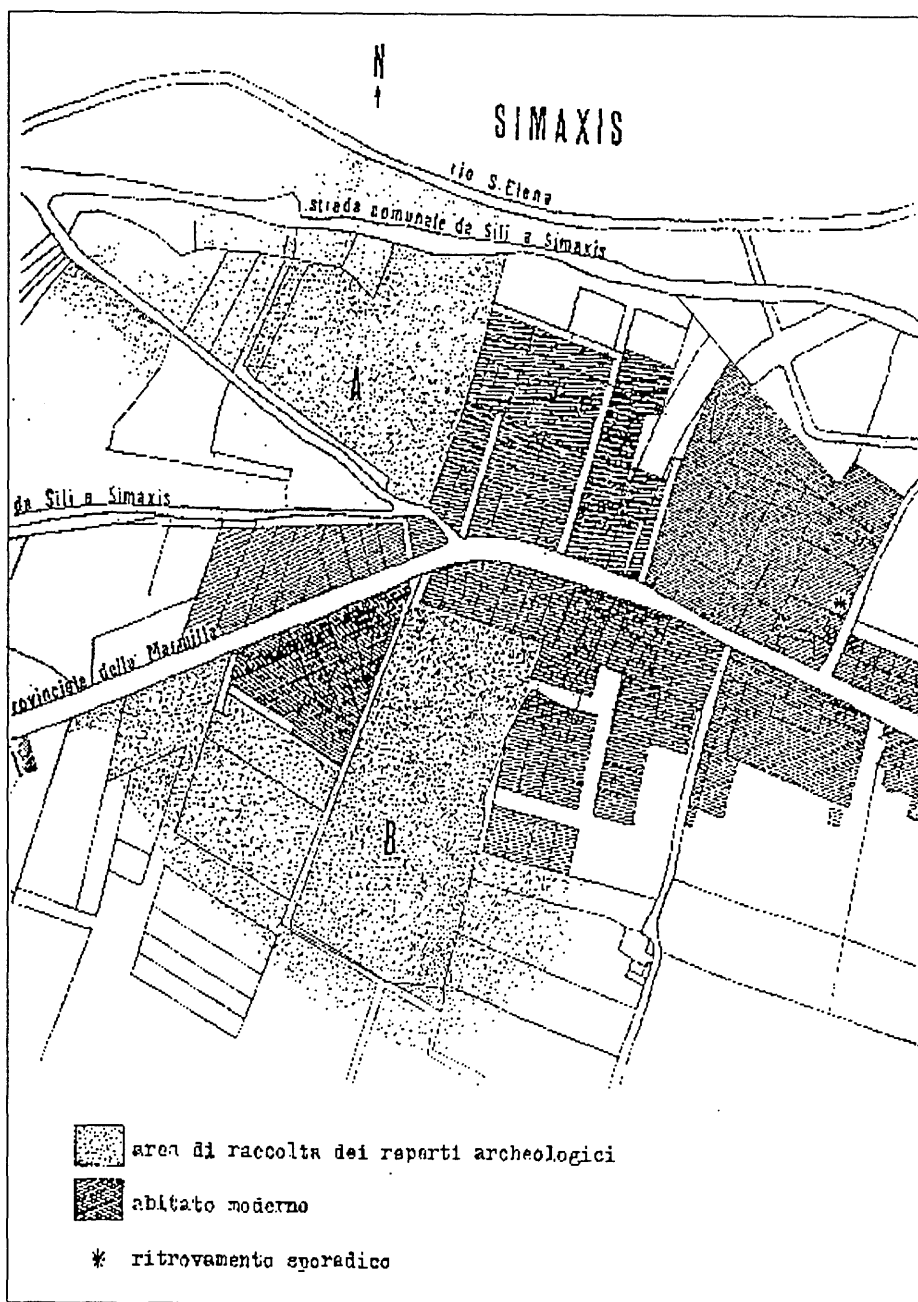 N
SIMAXIS
rio S. Elena
strada comunale da Sili a Simaxis
A
da Sili a Simaxis
rovinciale della Marmilla
B
area di raccolta dei reperti archeologici
abitato moderno
* ritrovamento sporadico